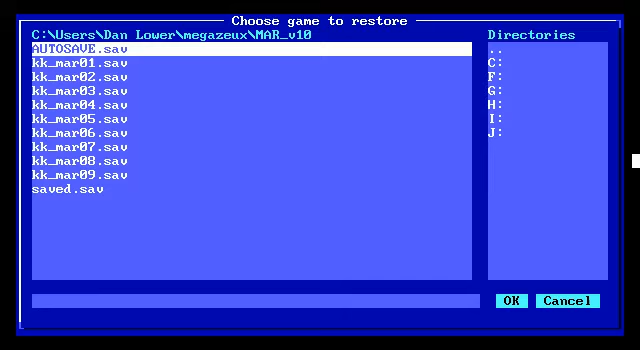 Choose game to restore
C:\Users\Dan Lower\megazeux\MAR_v10
Directories
AUTOSAVE.sav
kk_mar01.sav
kk_mar02.sav
kk_mar03.sav
kk_mar04.sav
kk_mar05.sav
kk_mar06.sav
kk_mar07.sav
kk_mar08.sav
kk_mar09.sav
saved.sav
..
C:
F:
G:
H:
I:
J:
OK
Cancel